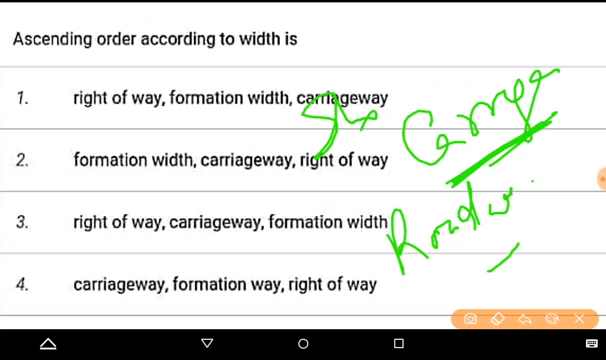 Ascending order according to width is
1. right of way, formation width, carriageway
2. formation width, carriageway, right of way
3. right of way, carriageway, formation width
4. carriageway, formation way, right of way